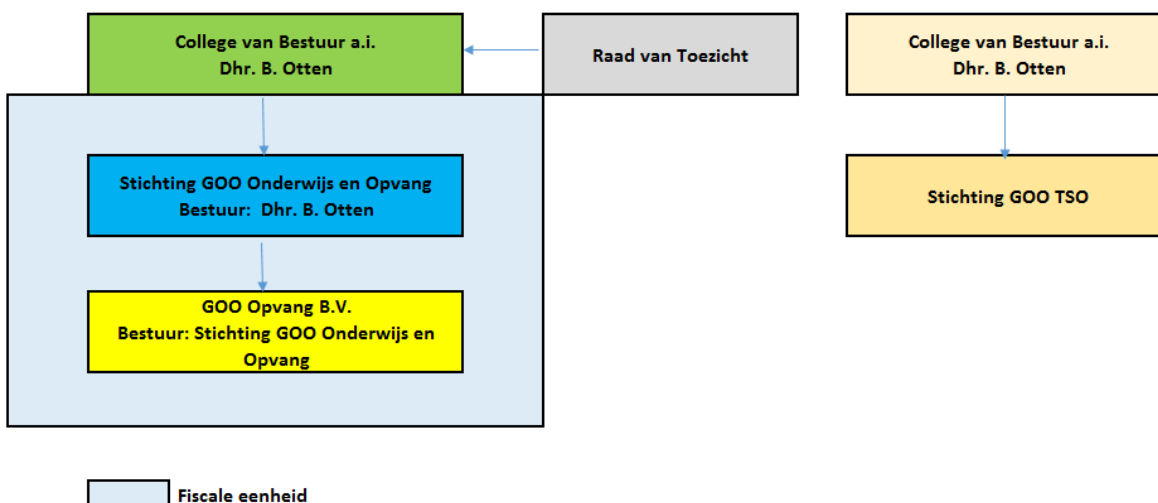 College van Bestuur a.i.
Dhr. B. Otten
Raad van Toezicht
College van Bestuur a.i.
Dhr. B. Otten
Stichting GOO Onderwijs en Opvang
Bestuur: Dhr. B. Otten
Stichting GOO TSO
GOO Opvang B.V.
Bestuur: Stichting GOO Onderwijs en
Opvang
Fiscale eenheid